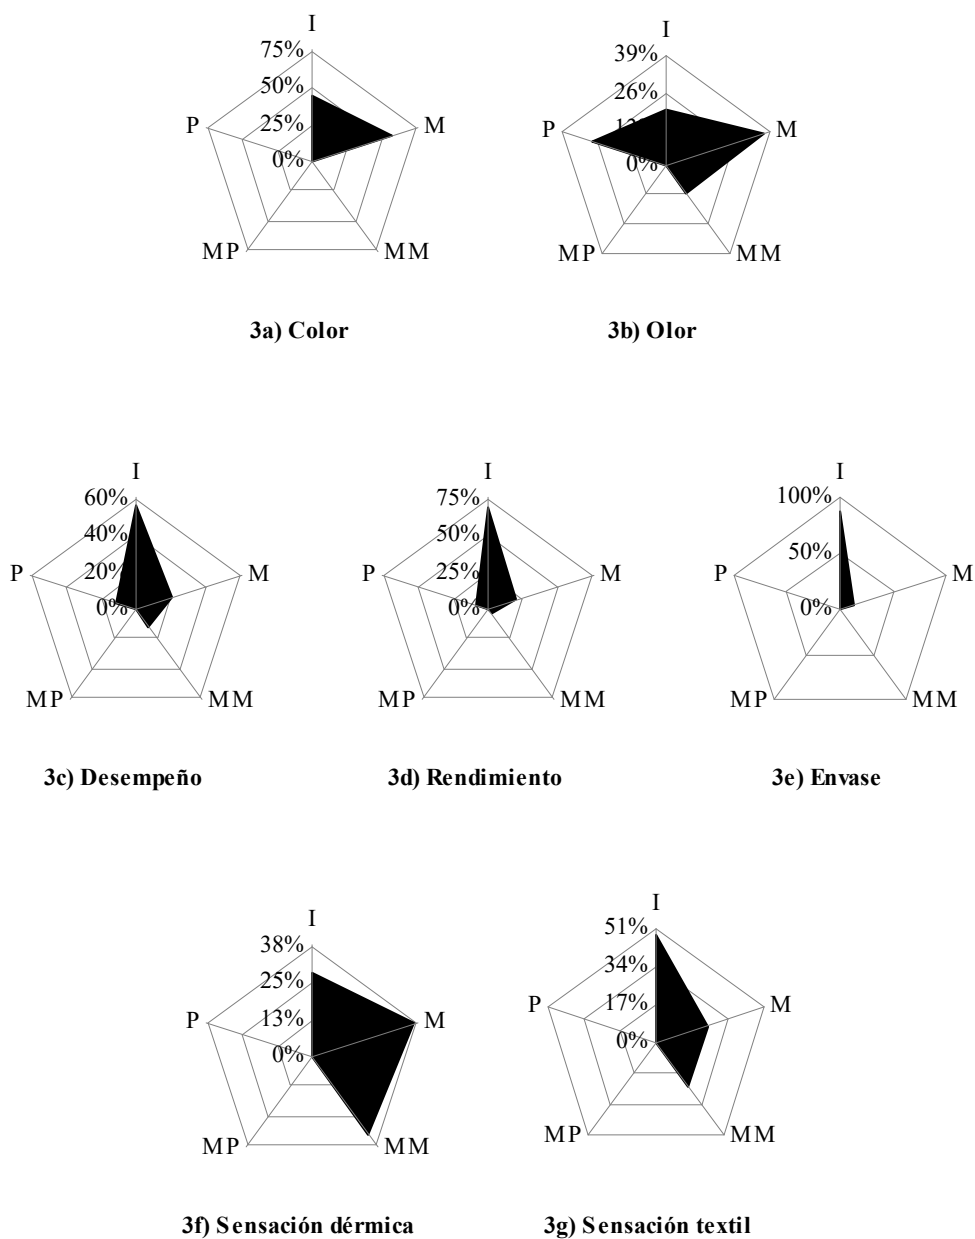 I
75%
50%
25%
0%
P
M
MP
MM
3a) Color
I
39%
26%
0%
P
M
MP
MM
3b) Olor
I
60%
40%
20%
0%
P
M
MP
MM
3c) Desempeño
I
75%
50%
25%
0%
P
M
MP
MM
3d) Rendimiento
I
100%
50%
0%
P
M
MP
MM
3e) Envase
I
38%
25%
13%
0%
P
M
MP
MM
3f) Sensación dérmica
I
51%
34%
17%
0%
P
M
MP
MM
3g) Sensación textil